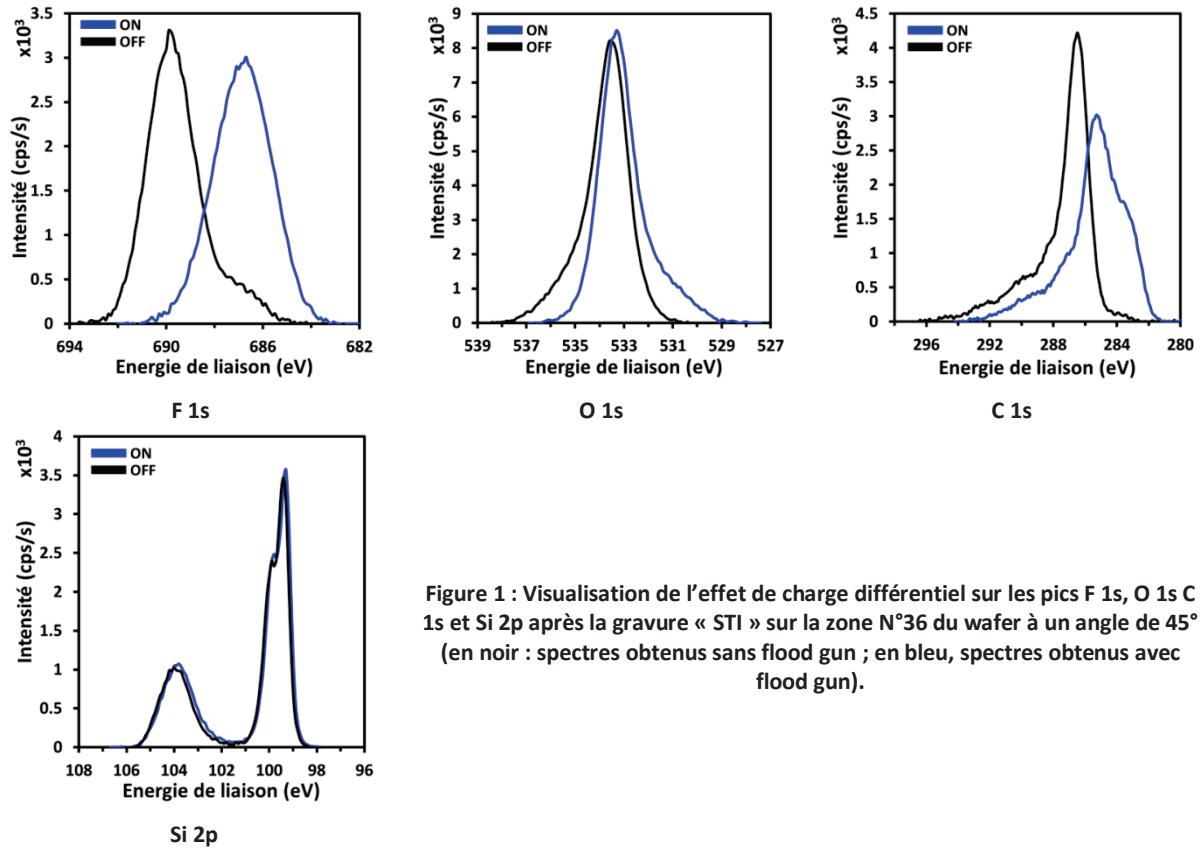 x10³
3.5
3
2.5
2
1.5
1
0.5
0
Intensité (cps/s)
ON
OFF
694
690
686
682
Energie de liaison (eV)
F 1s
x10³
9
8
7
6
5
4
3
2
1
0
Intensité (cps/s)
ON
OFF
539
537
535
533
531
529
527
Energie de liaison (eV)
O 1s
x10³
5
4.5
4
3.5
3
2.5
2
1.5
1
0.5
0
Intensité (cps/s)
ON
OFF
296
292
288
284
280
Energie de liaison (eV)
C 1s
x10³
4
3.5
3
2.5
2
1.5
1
0.5
0
Intensité (cps/s)
ON
OFF
108
106
104
102
100
98
96
Energie de liaison (eV)
Si 2p
Figure 1 : Visualisation de l'effet de charge différentiel sur les pics F 1s, O 1s C
1s et Si 2p après la gravure « STI » sur la zone N°36 du wafer à un angle de 45°
(en noir : spectres obtenus sans flood gun ; en bleu, spectres obtenus avec
flood gun).